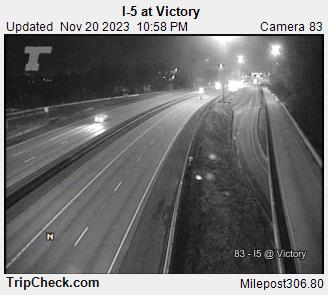 I-5 at Victory
Updated Nov 20 2023 10:58 PM Camera 83
T
N
83 - I5 @ Victory
TripCheck.com Milepost306.80